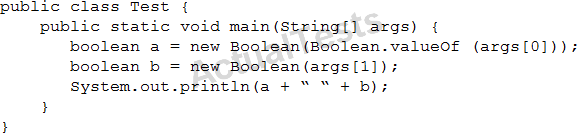 public class Test {
    public static void main(String[] args) {
        boolean a = new Boolean(Boolean.valueOf (args[0]));
        boolean b = new Boolean(args[1]);
        System.out.println(a + “ “ + b);
    }
}
ActualTests